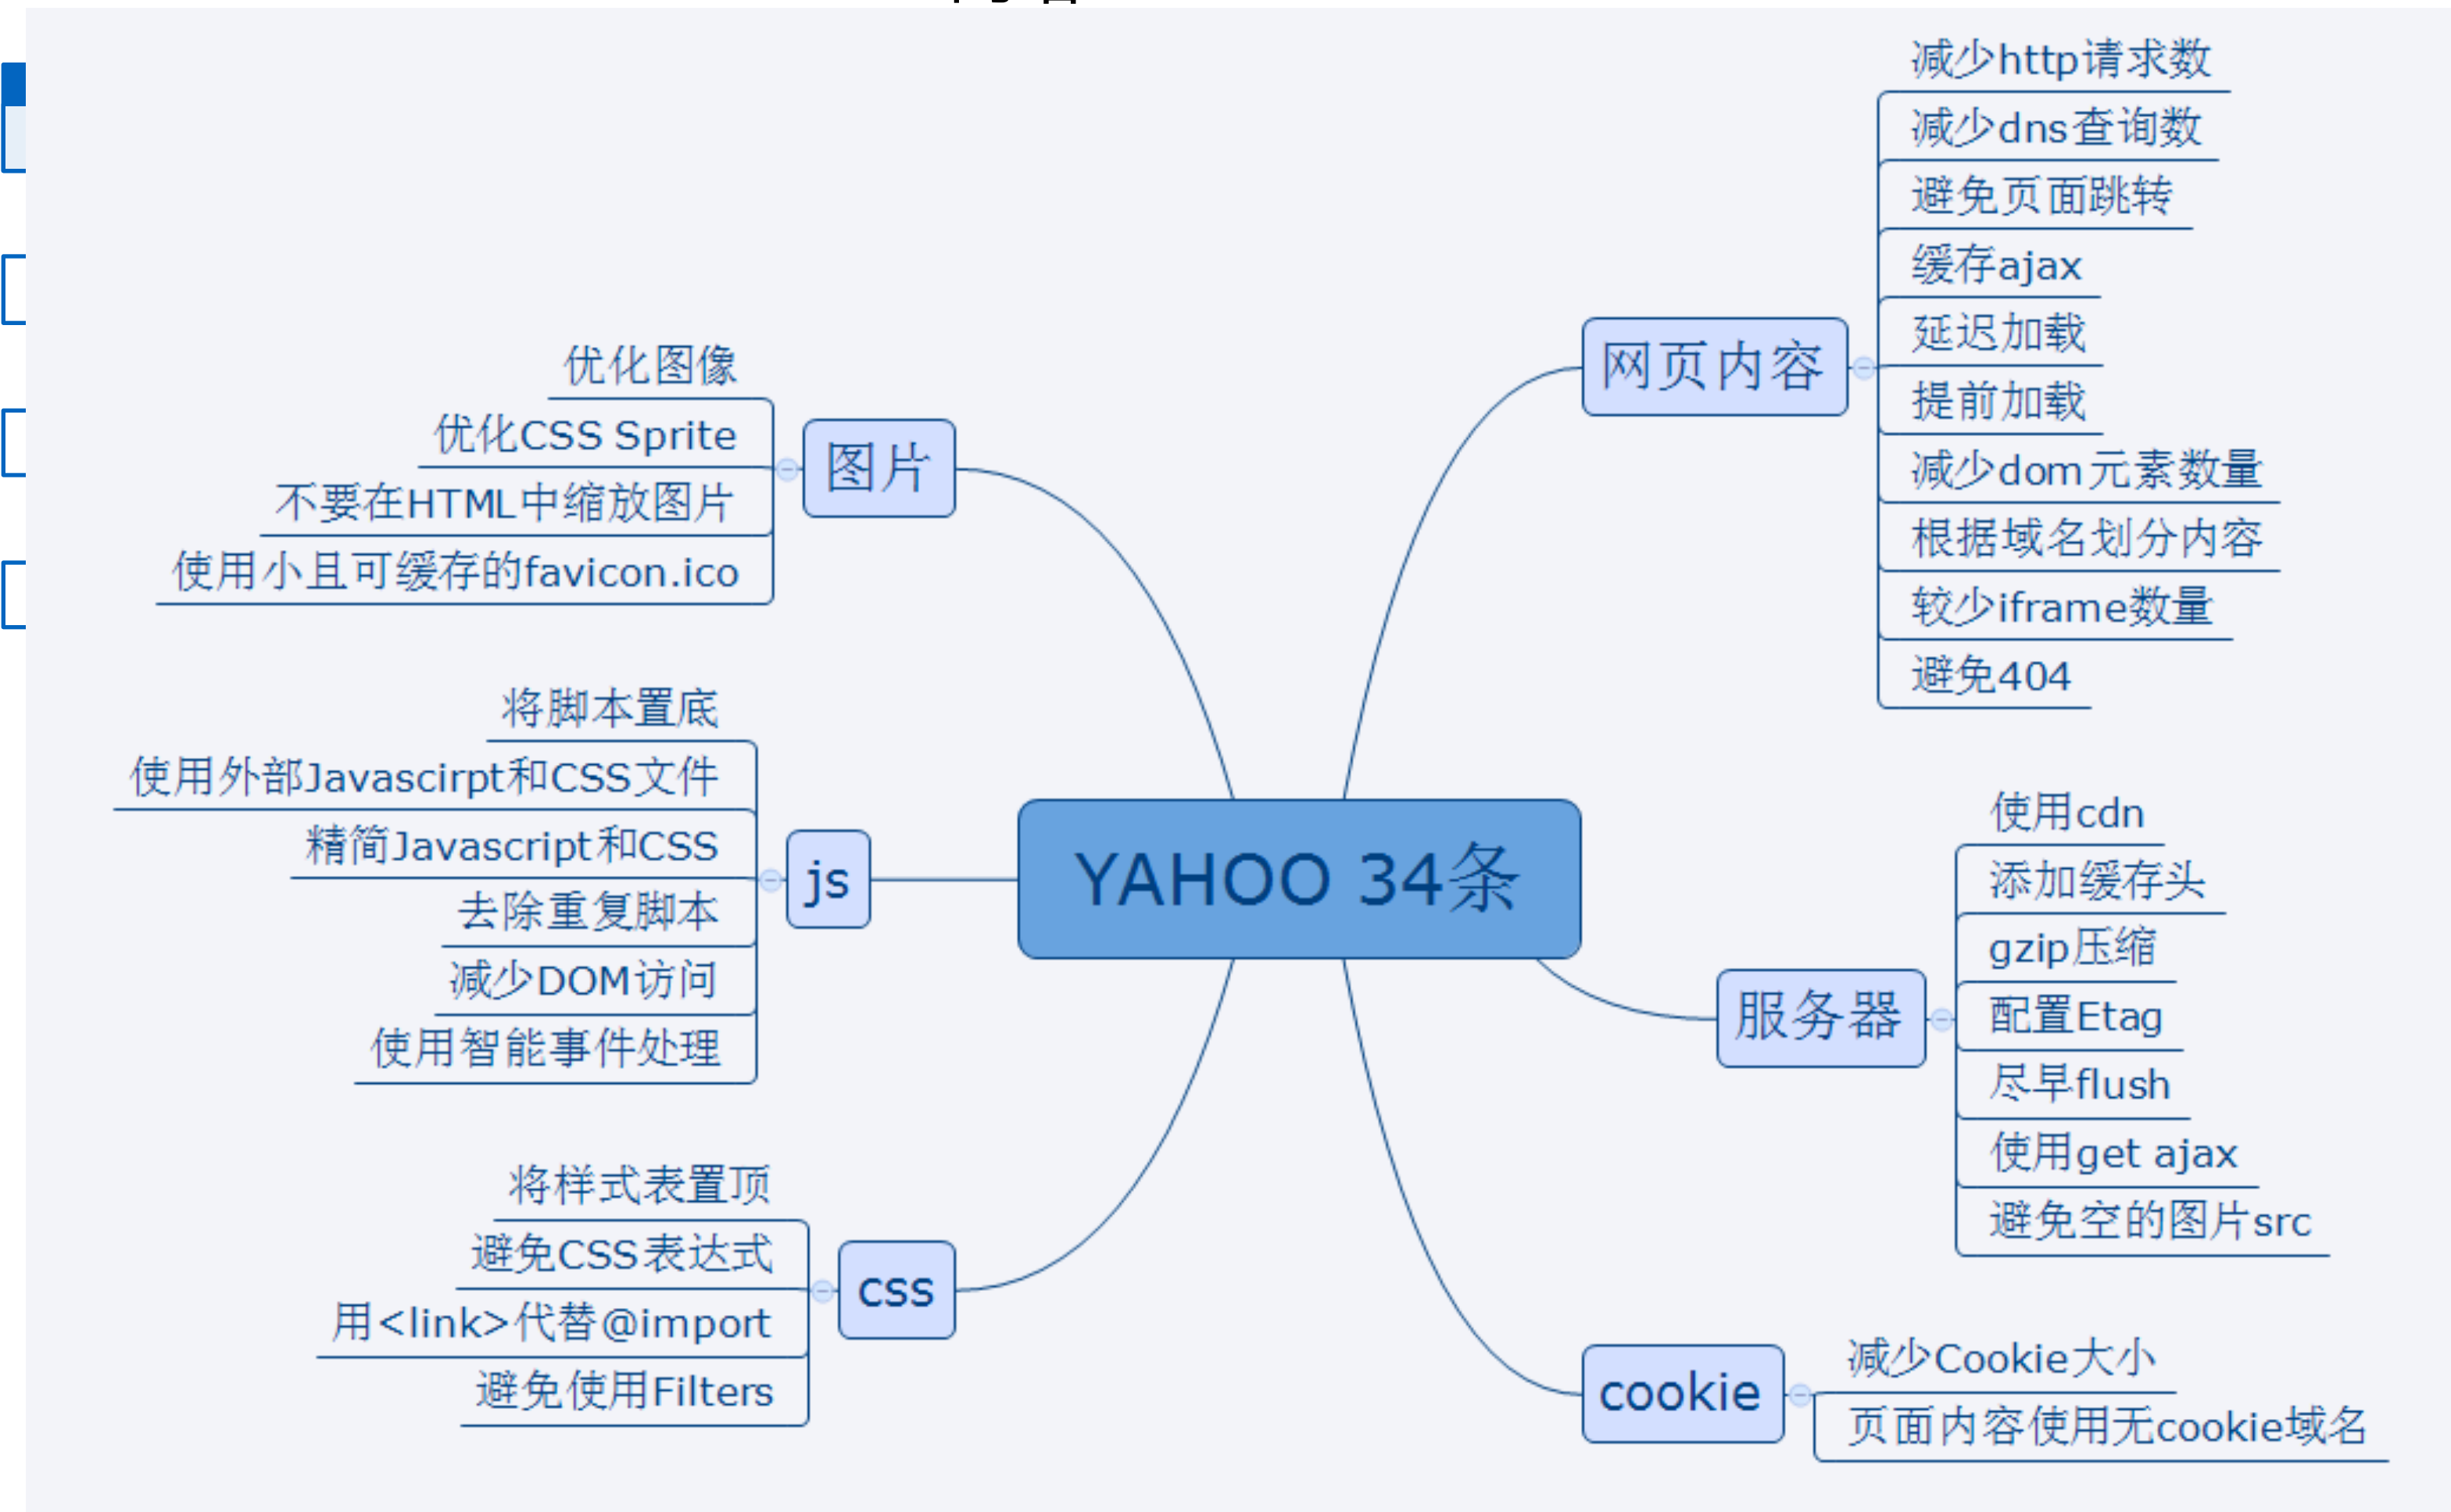 YAHOO 34条
网页内容
减少http请求数
减少dns查询数
避免页面跳转
缓存ajax
延迟加载
提前加载
减少dom元素数量
根据域名划分内容
较少iframe数量
避免404
服务器
使用cdn
添加缓存头
gzip压缩
配置Etag
尽早flush
使用get ajax
避免空的图片src
cookie
减少Cookie大小
页面内容使用无cookie域名
图片
优化图像
优化CSS Sprite
不要在HTML中缩放图片
使用小且可缓存的favicon.ico
js
将脚本置底
使用外部Javascirpt和CSS文件
精简Javascript和CSS
去除重复脚本
减少DOM访问
使用智能事件处理
css
将样式表置顶
避免CSS表达式
用<link>代替@import
避免使用Filters